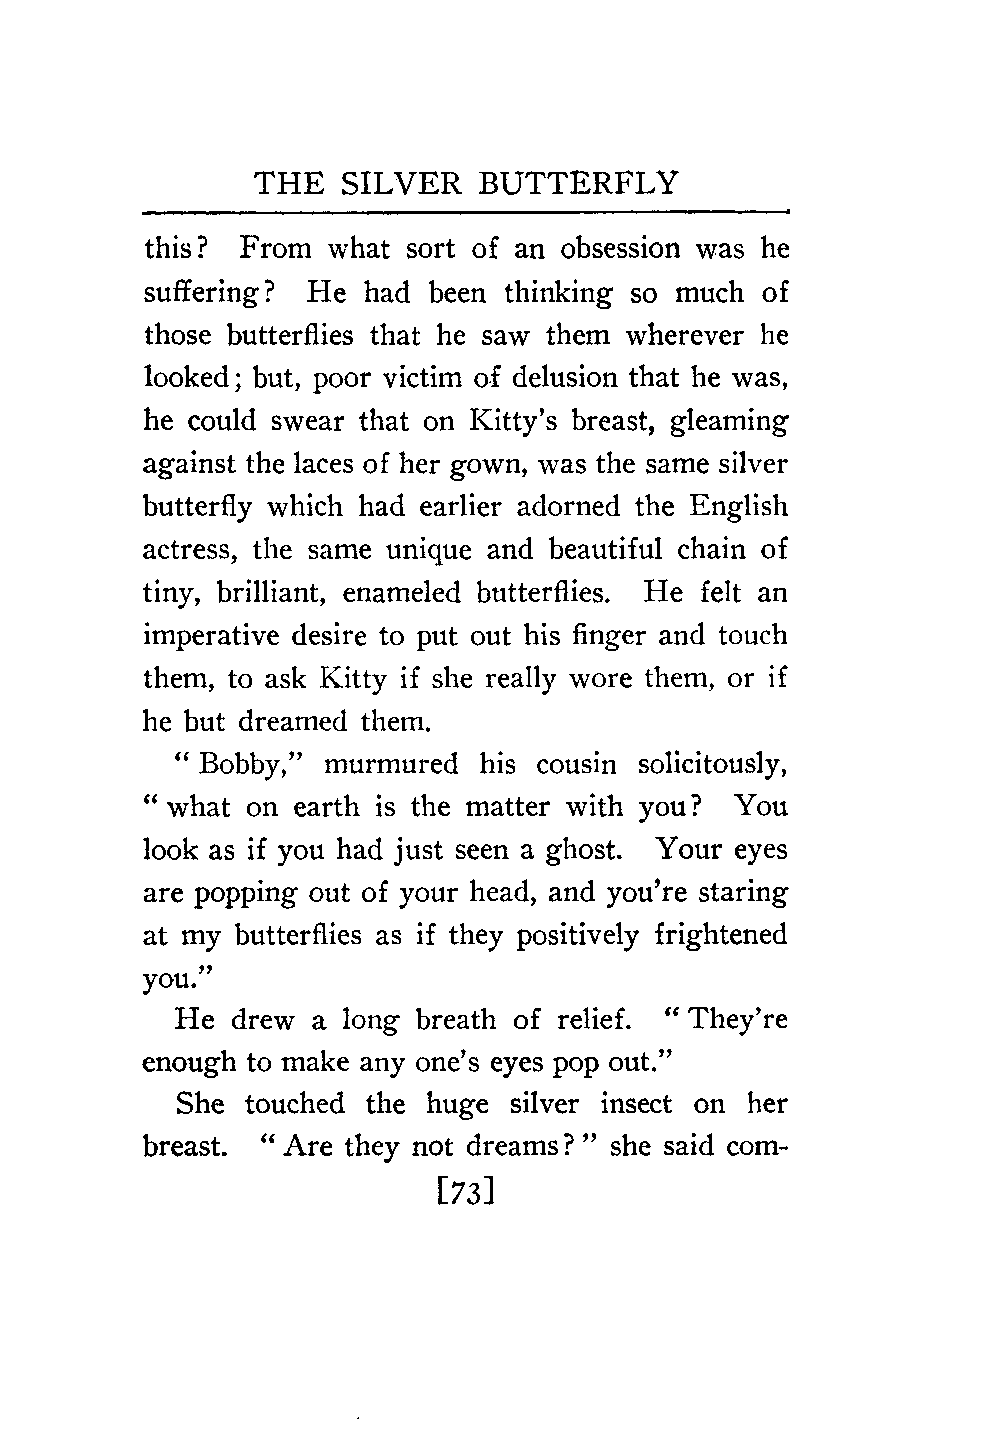 THE SILVER BUTTERFLY
this? From what sort of an obsession was he
suffering? He had been thinking so much of
those butterflies that he saw them wherever he
looked; but, poor victim of delusion that he was,
he could swear that on Kitty's breast, gleaming
against the laces of her gown, was the same silver
butterfly which had earlier adorned the English
actress, the same unique and beautiful chain of
tiny, brilliant, enameled butterflies. He felt an
imperative desire to put out his finger and touch
them, to ask Kitty if she really wore them, or if
he but dreamed them.
" Bobby," murmured his cousin solicitously,
" what on earth is the matter with you? You
look as if you had just seen a ghost. Your eyes
are popping out of your head, and you're staring
at my butterflies as if they positively frightened
you."
He drew a long breath of relief. " They're
enough to make any one's eyes pop out."
She touched the huge silver insect on her
breast. " Are they not dreams? " she said com-
[73]